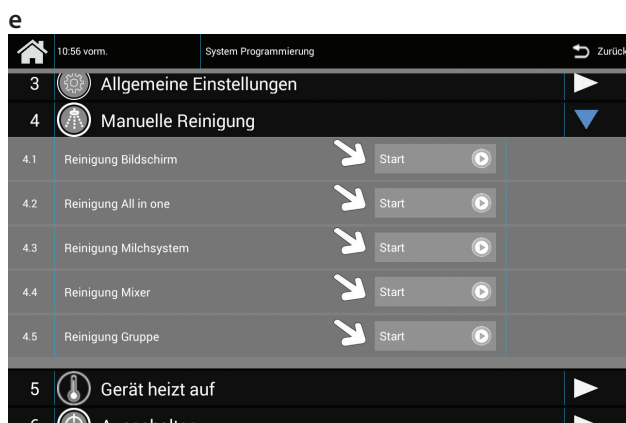 e
10:56 vorm. System Programmierung Zurück
3 Allgemeine Einstellungen
4 Manuelle Reinigung
4.1 Reinigung Bildschirm Start
4.2 Reinigung All in one Start
4.3 Reinigung Milchsystem Start
4.4 Reinigung Mixer Start
4.5 Reinigung Gruppe Start
5 Gerät heizt auf